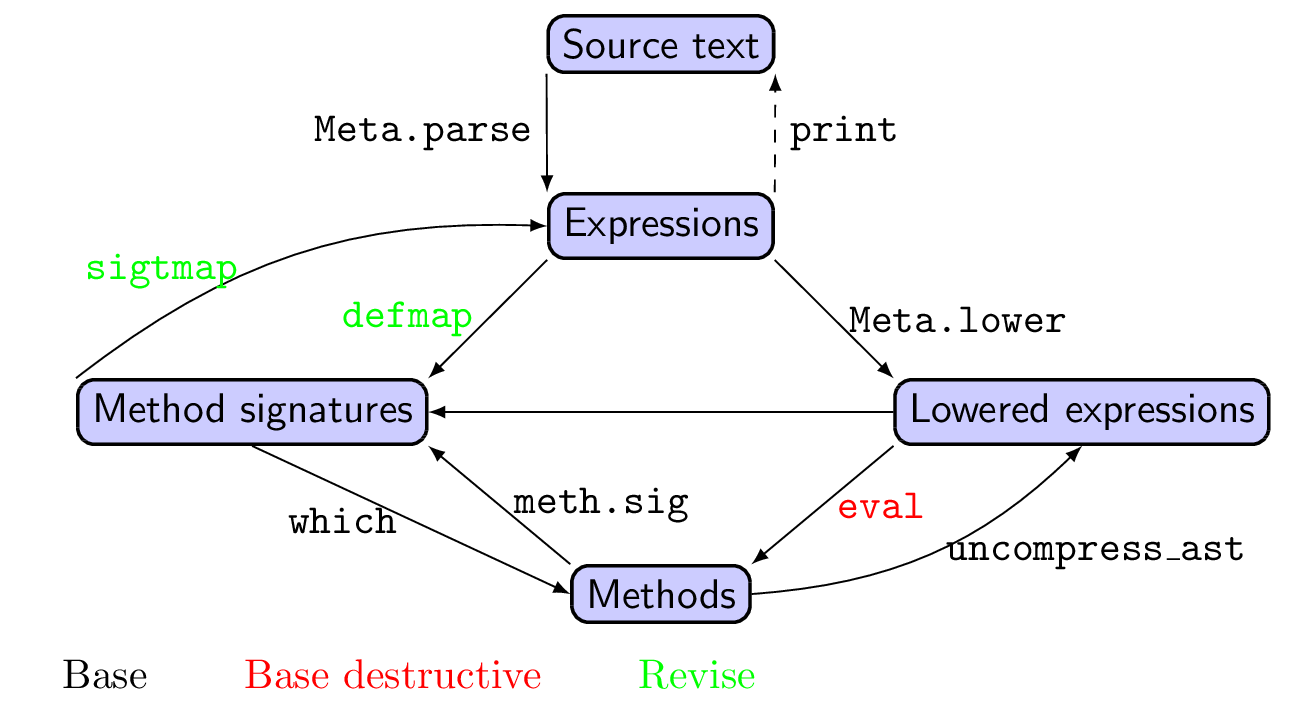 Source text
Meta.parse
print
Expressions
sigtmap
defmap
Meta.lower
Method signatures
Lowered expressions
meth.sig
eval
which
uncompress_ast
Methods
Base
Base destructive
Revise